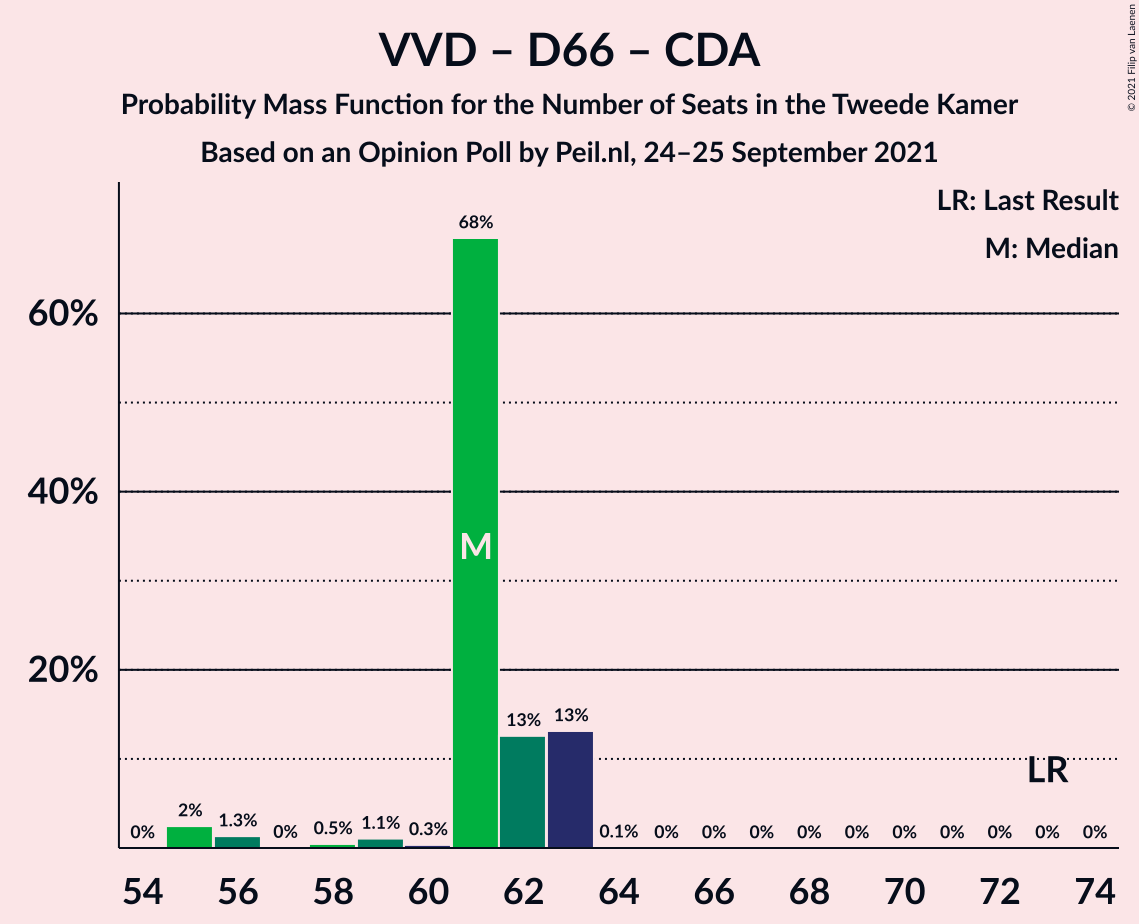 VVD – D66 – CDA
Probability Mass Function for the Number of Seats in the Tweede Kamer
Based on an Opinion Poll by Peil.nl, 24–25 September 2021
© 2021 Filip van Laenen
LR: Last Result
M: Median
68%
60%
40%
M
20%
13% 13%
LR
0% 2% 1.3% 0% 0.5% 1.1% 0.3% 0.1% 0% 0% 0% 0% 0% 0% 0% 0% 0% 0%
54 56 58 60 62 64 66 68 70 72 74